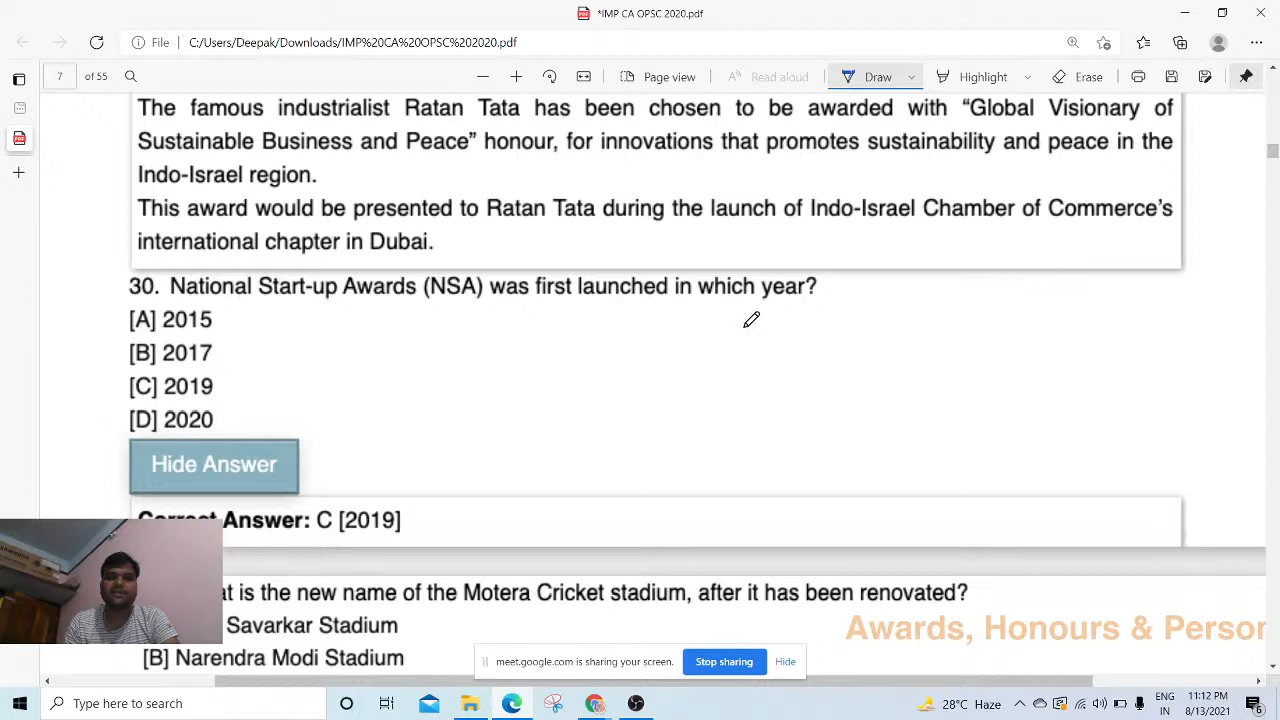 *IMP CA OPSC 2020.pdf
File C:/Users/Deepak/Downloads/IMP%20CA%20OPSC%202020.pdf
7 of 55 Page view Read aloud Draw Highlight Erase
The famous industrialist Ratan Tata has been chosen to be awarded with “Global Visionary of
Sustainable Business and Peace” honour, for innovations that promotes sustainability and peace in the
Indo-Israel region.
This award would be presented to Ratan Tata during the launch of Indo-Israel Chamber of Commerce’s
international chapter in Dubai.
30. National Start-up Awards (NSA) was first launched in which year?
[A] 2015
[B] 2017
[C] 2019
[D] 2020
Hide Answer
Answer: C [2019]
is the new name of the Motera Cricket stadium, after it has been renovated?
Savarkar Stadium
Awards, Honours & Person
[B] Narendra Modi Stadium
meet.google.com is sharing your screen. Stop sharing Hide
Type here to search
28°C Haze
ENG
IN
11:12 PM
8/13/2021
6